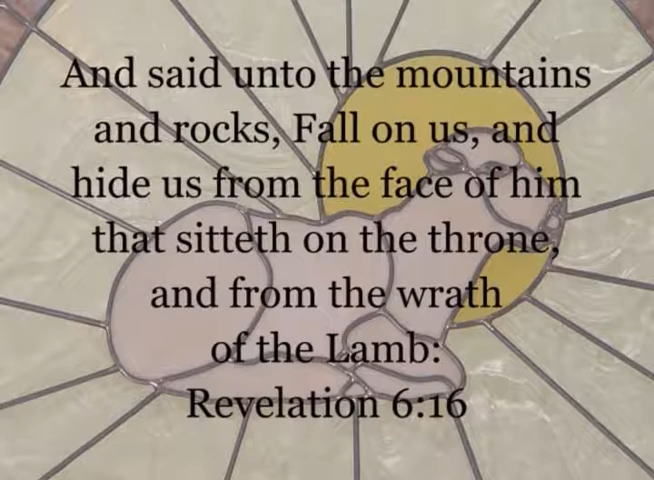 And said unto the mountains
and rocks, Fall on us, and
hide us from the face of him
that sitteth on the throne,
and from the wrath
of the Lamb:
Revelation 6:16